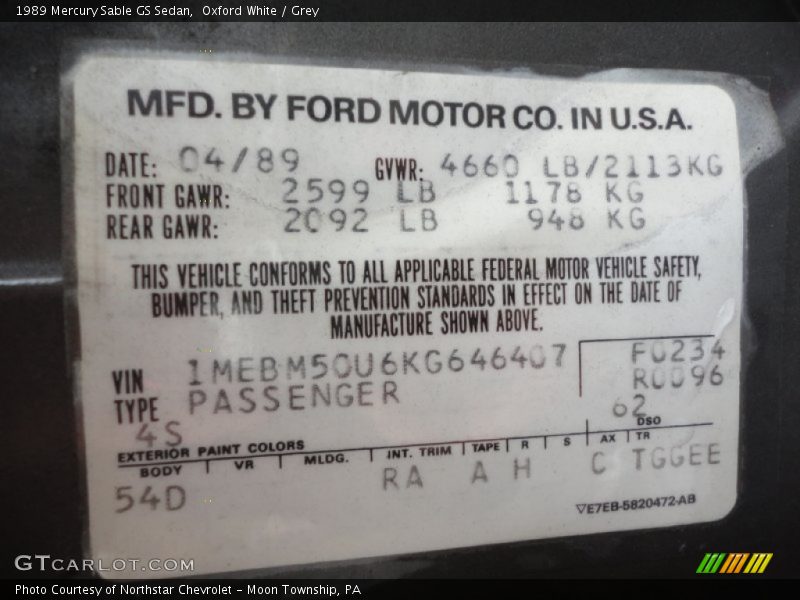 1989 Mercury Sable GS Sedan, Oxford White / Grey
MFD. BY FORD MOTOR CO. IN U.S.A.
DATE: 04/89 GVWR: 4660 LB/2113KG
FRONT GAWR: 2599 LB 1178 KG
REAR GAWR: 2092 LB 948 KG
THIS VEHICLE CONFORMS TO ALL APPLICABLE FEDERAL MOTOR VEHICLE SAFETY,
BUMPER, AND THEFT PREVENTION STANDARDS IN EFFECT ON THE DATE OF
MANUFACTURE SHOWN ABOVE.
VIN 1MEBM50U6KG646407 F0234
TYPE PASSENGER R0096
4S 62
EXTERIOR PAINT COLORS DSO
BODY VR MLDG. INT. TRIM TAPE R S AX TR
54D RA A H C TGGEE
▽E7EB-5820472-AB
GTCARLOT.COM
Photo Courtesy of Northstar Chevrolet - Moon Township, PA